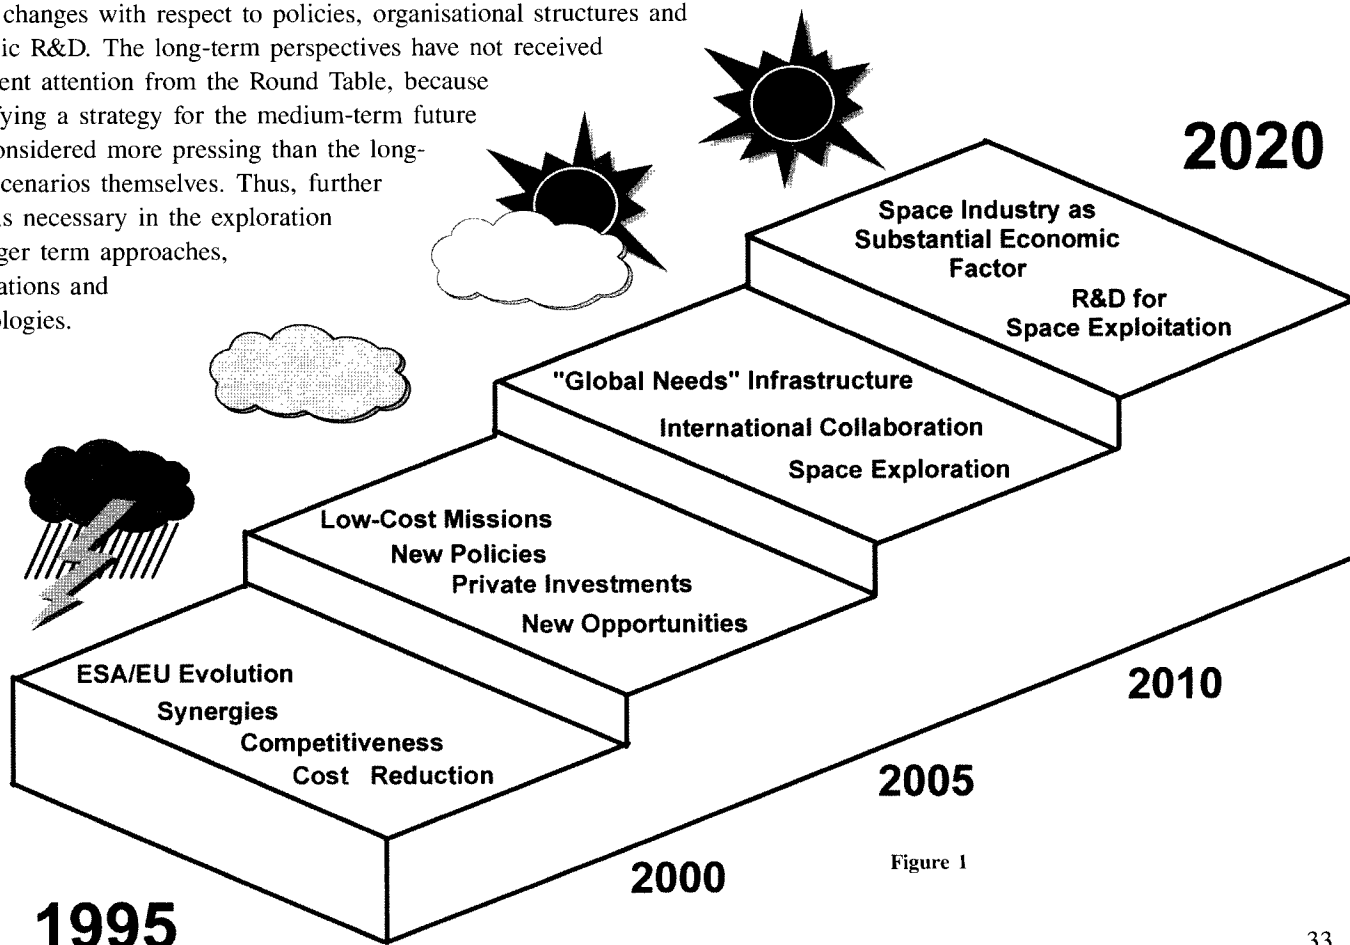 changes with respect to policies, organisational structures and
ic R&D. The long-term perspectives have not received
ent attention from the Round Table, because
ying a strategy for the medium-term future
onsidered more pressing than the long-
cenarios themselves. Thus, further
is necessary in the exploration
ger term approaches,
ations and
ologies.
2020
Space Industry as
Substantial Economic
Factor
R&D for
Space Exploitation
"Global Needs" Infrastructure
International Collaboration
Space Exploration
Low-Cost Missions
New Policies
Private Investments
New Opportunities
ESA/EU Evolution
Synergies
Competitiveness
Cost Reduction
2010
2005
2000
1995
Figure 1
33